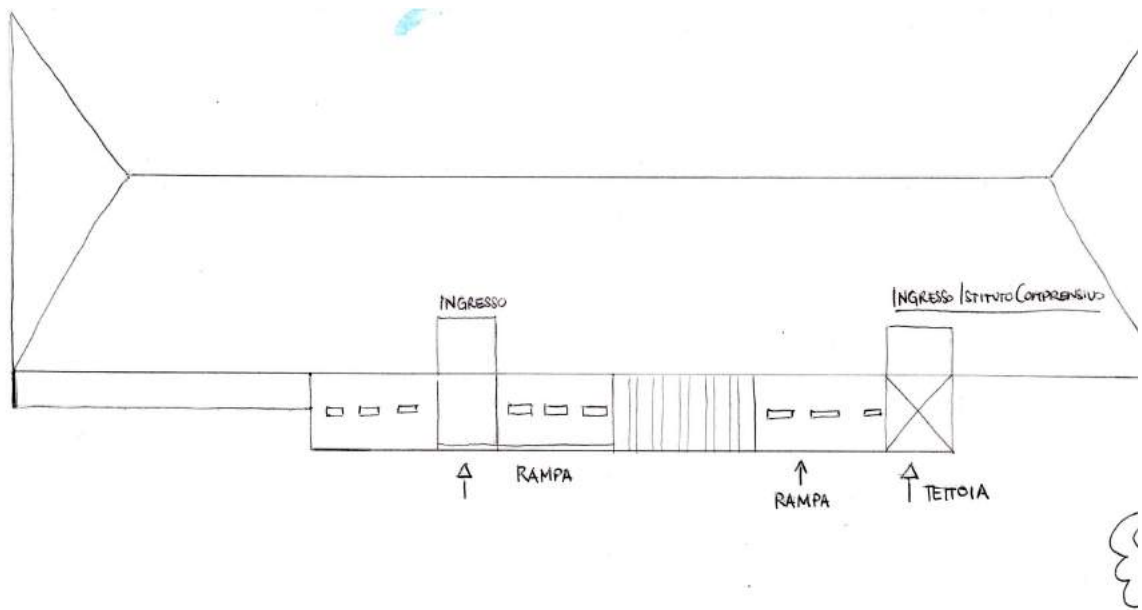 INGRESSO
INGRESSO ISTITUTO COMPRENSIVO
RAMPA
RAMPA
TETTOIA